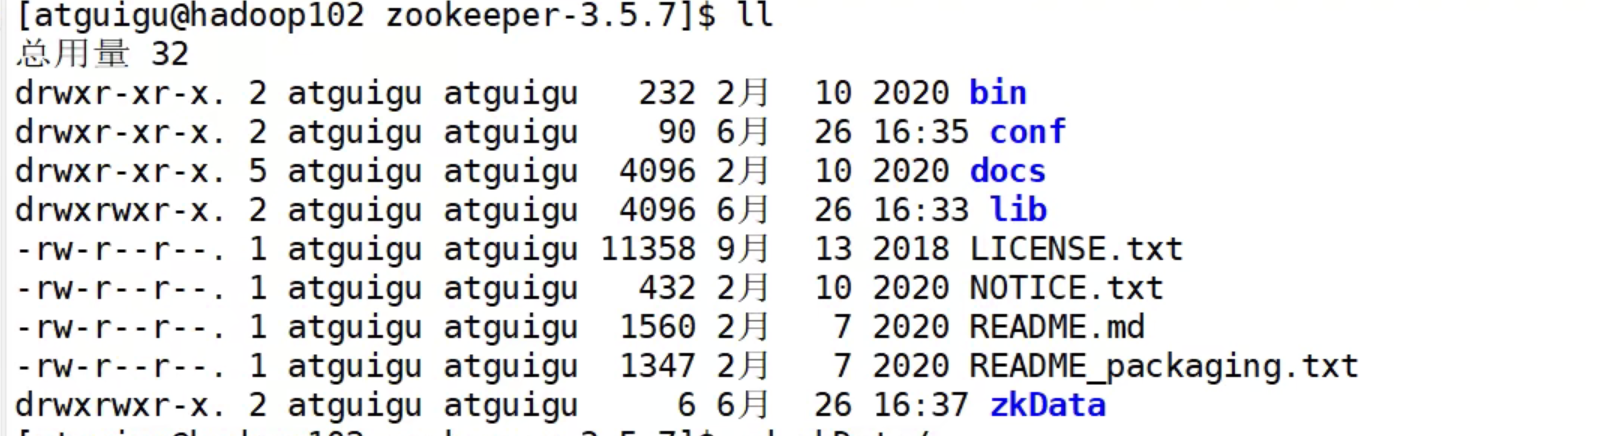 [atguigu@hadoop102 zookeeper-3.5.7]$ ll
总用量 32
drwxr-xr-x. 2 atguigu atguigu   232 2月  10 2020 bin
drwxr-xr-x. 2 atguigu atguigu    90 6月  26 16:35 conf
drwxr-xr-x. 5 atguigu atguigu  4096 2月  10 2020 docs
drwxrwxr-x. 2 atguigu atguigu  4096 6月  26 16:33 lib
-rw-r--r--. 1 atguigu atguigu 11358 9月  13 2018 LICENSE.txt
-rw-r--r--. 1 atguigu atguigu   432 2月  10 2020 NOTICE.txt
-rw-r--r--. 1 atguigu atguigu  1560 2月   7 2020 README.md
-rw-r--r--. 1 atguigu atguigu  1347 2月   7 2020 README_packaging.txt
drwxrwxr-x. 2 atguigu atguigu     6 6月  26 16:37 zkData